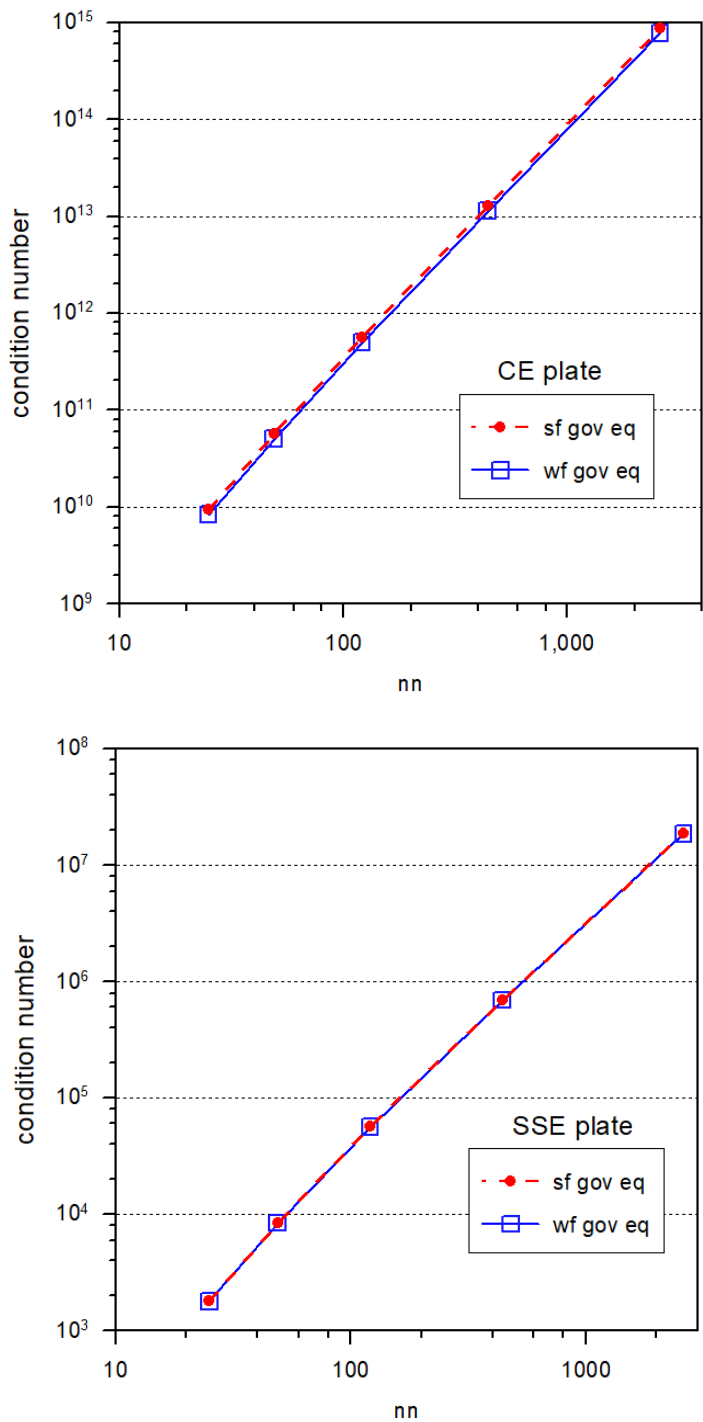 10^15
10^14
10^13
10^12
10^11
10^10
10^9
condition number
CE plate
sf gov eq
wf gov eq
10
100
1,000
nn
10^8
10^7
10^6
10^5
10^4
10^3
condition number
SSE plate
sf gov eq
wf gov eq
10
100
1000
nn